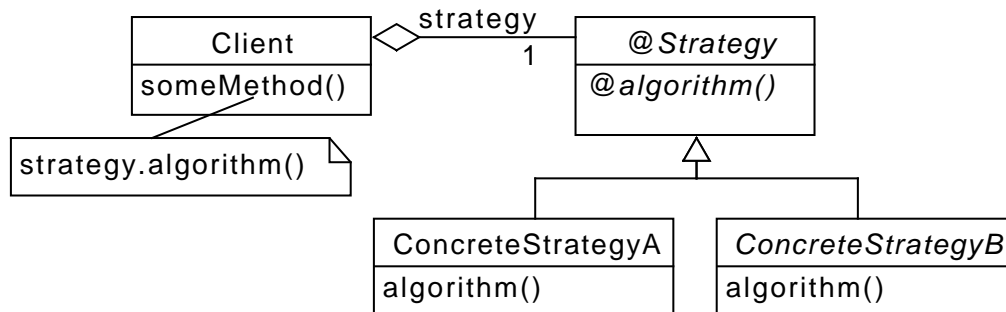 strategy
Client
1
@Strategy
someMethod()
@algorithm()
strategy.algorithm()
ConcreteStrategyA
ConcreteStrategyB
algorithm()
algorithm()